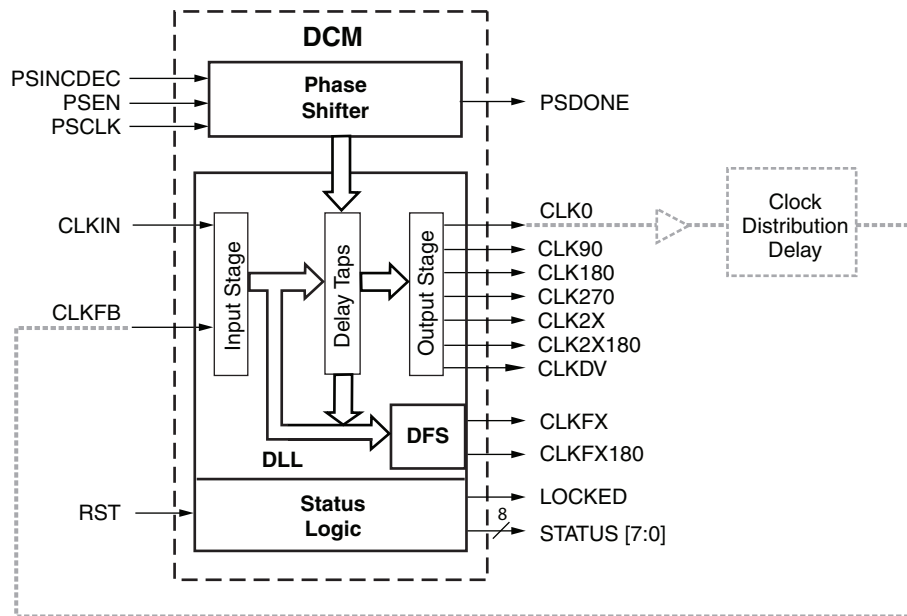 DCM
PSINCDEC
PSEN
PSCLK
Phase
Shifter
PSDONE
CLKIN
CLKFB
Input Stage
Delay Taps
Output Stage
CLK0
CLK90
CLK180
CLK270
CLK2X
CLK2X180
CLKDV
Clock
Distribution
Delay
DFS
CLKFX
CLKFX180
DLL
RST
Status
Logic
LOCKED
8
STATUS [7:0]